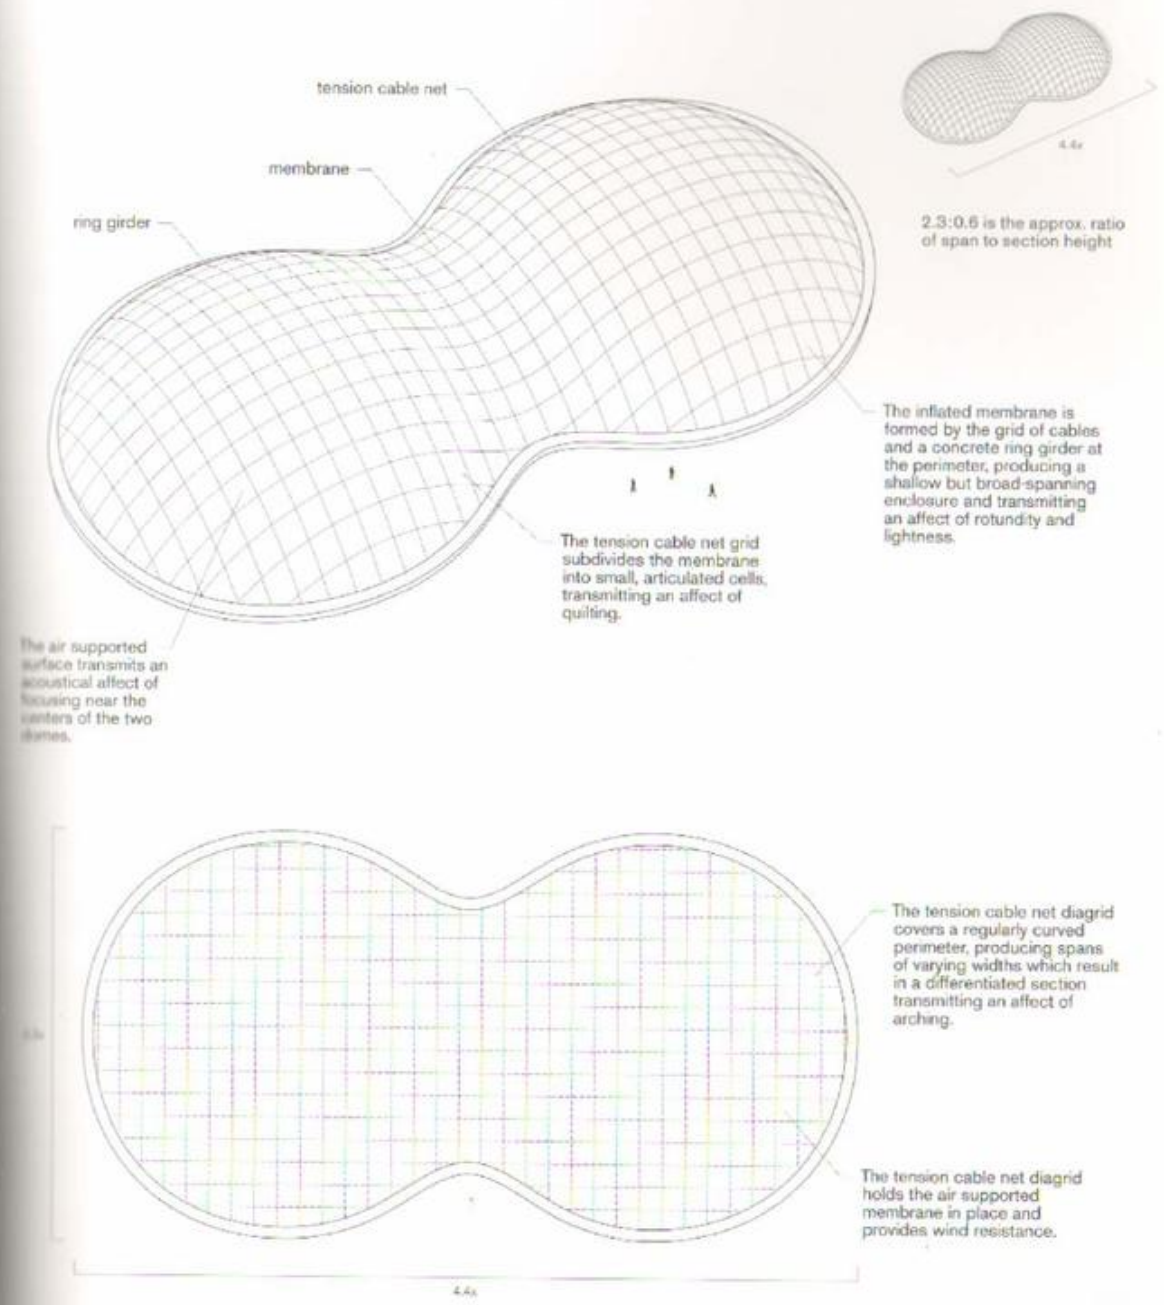 tension cable net
membrane
ring girder
4.4x
2.3:0.6 is the approx. ratio
of span to section height
The inflated membrane is
formed by the grid of cables
and a concrete ring girder at
the perimeter, producing a
shallow but broad-spanning
enclosure and transmitting
an affect of rotundity and
lightness.
The tension cable net grid
subdivides the membrane
into small, articulated cells,
transmitting an affect of
quilting.
The air supported
surface transmits an
acoustical affect of
focusing near the
centers of the two
domes.
The tension cable net diagrid
covers a regularly curved
perimeter, producing spans
of varying widths which result
in a differentiated section
transmitting an affect of
arching.
The tension cable net diagrid
holds the air supported
membrane in place and
provides wind resistance.
4.4x